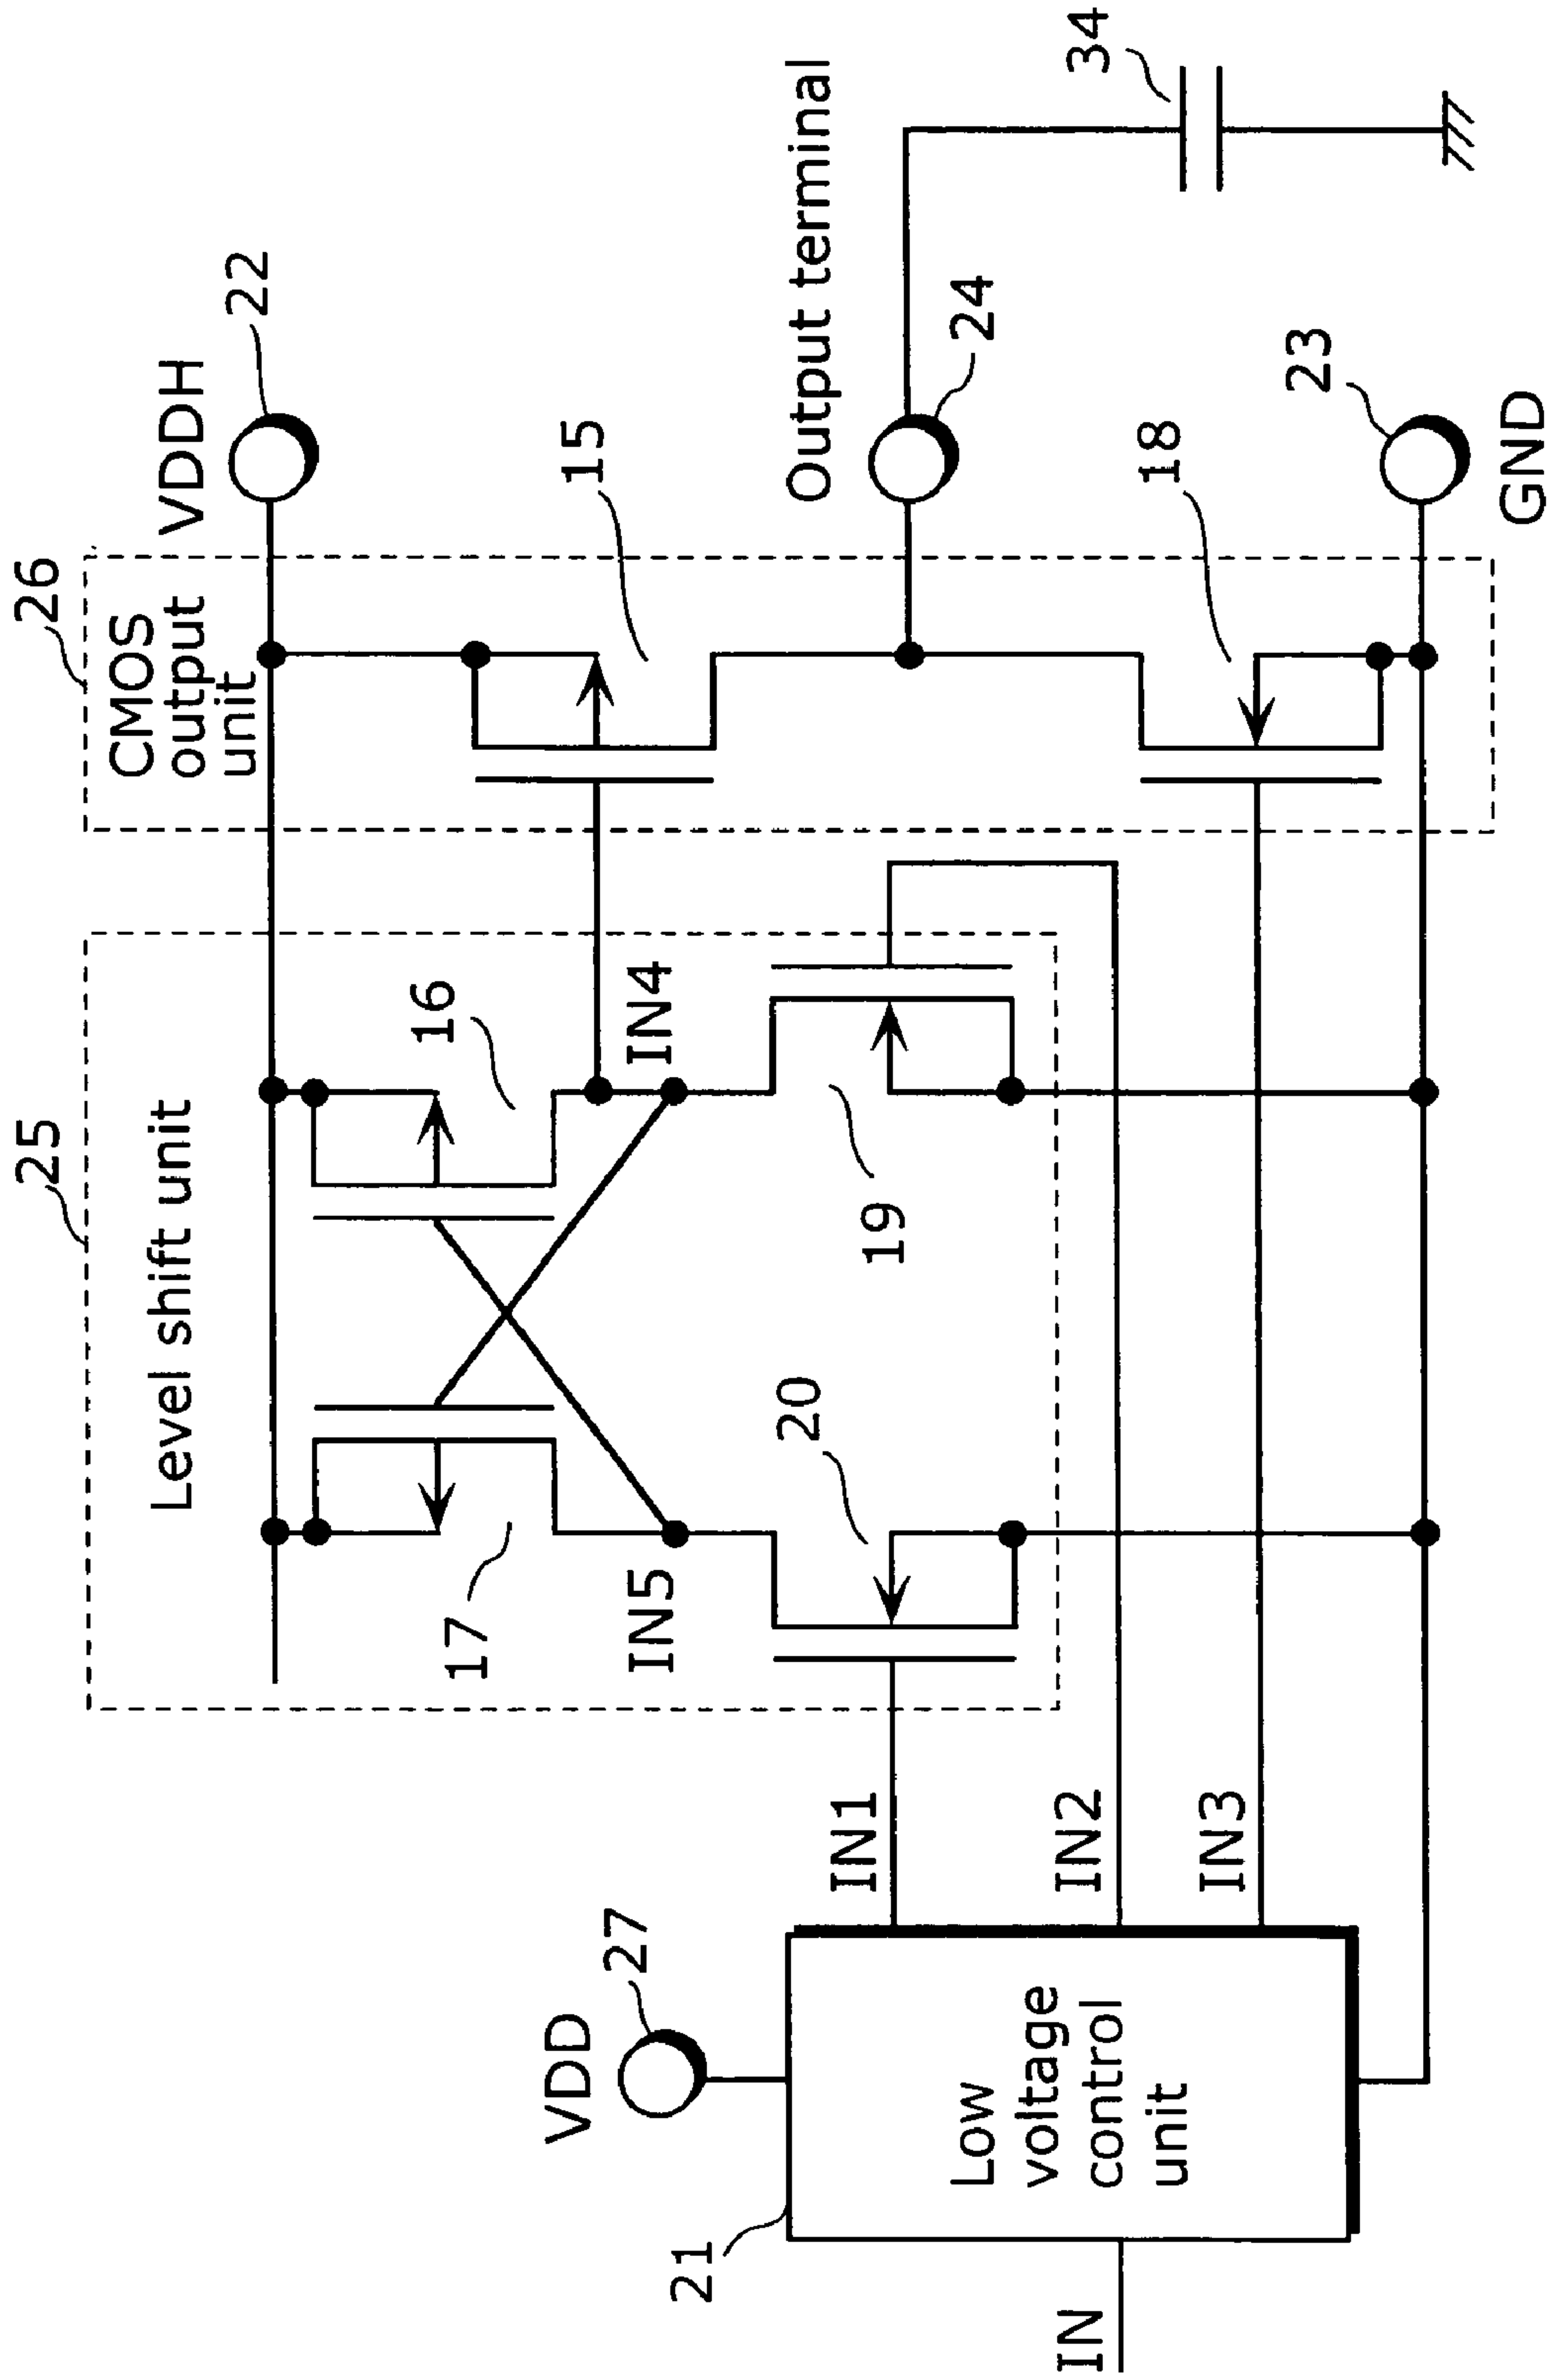 25
Level shift unit
26
CMOS
output
unit
VDDH
22
17
16
15
IN5
IN4
20
19
Output terminal
24
34
18
23
GND
VDD
27
21
Low
voltage
control
unit
IN
IN1
IN2
IN3